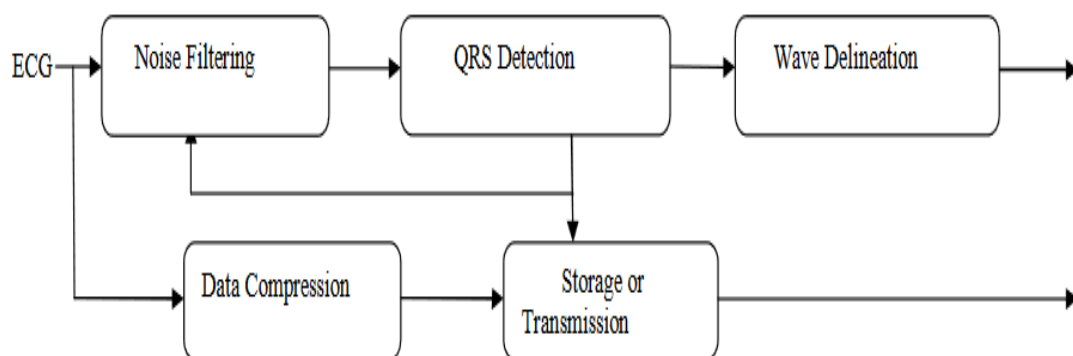 ECG
Noise Filtering
QRS Detection
Wave Delineation
Data Compression
Storage or
Transmission